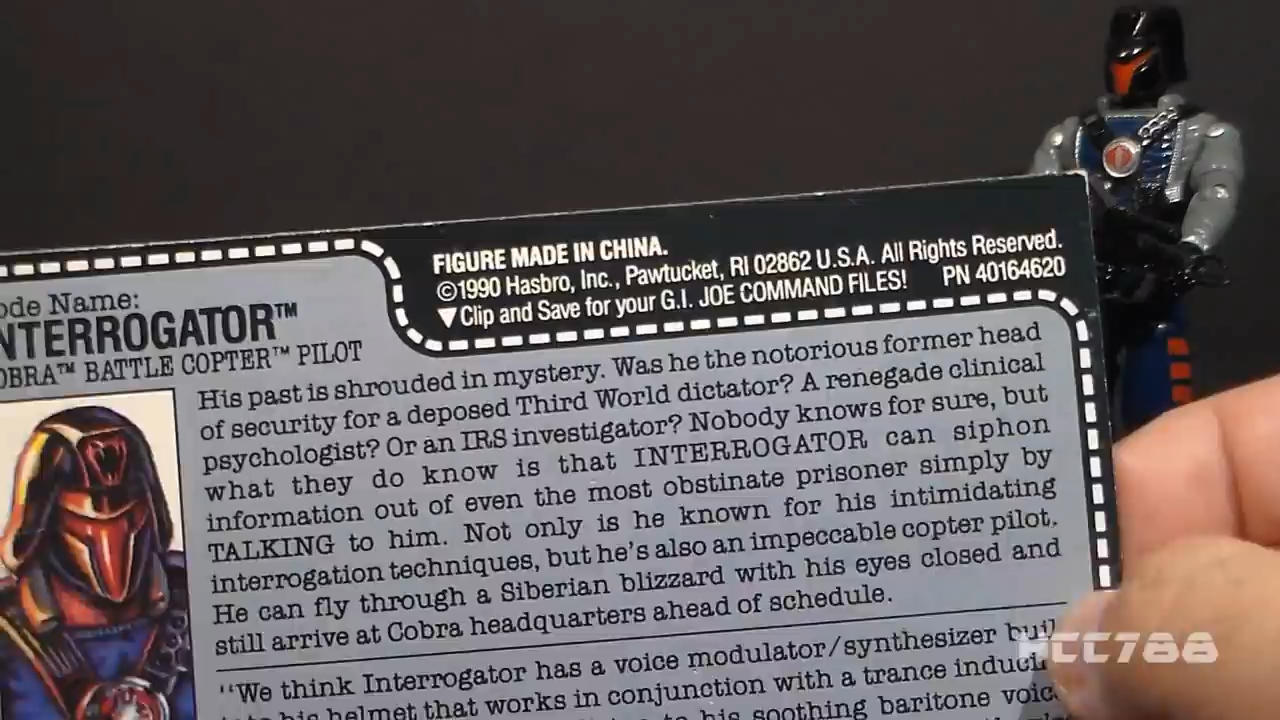 FIGURE MADE IN CHINA.
©1990 Hasbro, Inc., Pawtucket, RI 02862 U.S.A. All Rights Reserved.
▼Clip and Save for your G.I. JOE COMMAND FILES! PN 40164620
ode Name:
NTERROGATOR™
OBRA™ BATTLE COPTER™ PILOT
His past is shrouded in mystery. Was he the notorious former head
of security for a deposed Third World dictator? A renegade clinical
psychologist? Or an IRS investigator? Nobody knows for sure, but
what they do know is that INTERROGATOR can siphon
information out of even the most obstinate prisoner simply by
TALKING to him. Not only is he known for his intimidating
interrogation techniques, but he's also an impeccable copter pilot.
He can fly through a Siberian blizzard with his eyes closed and
still arrive at Cobra headquarters ahead of schedule.
"We think Interrogator has a voice modulator/synthesizer buil
his helmet that works in conjunction with a trance induci
to his soothing baritone voic
HCC788